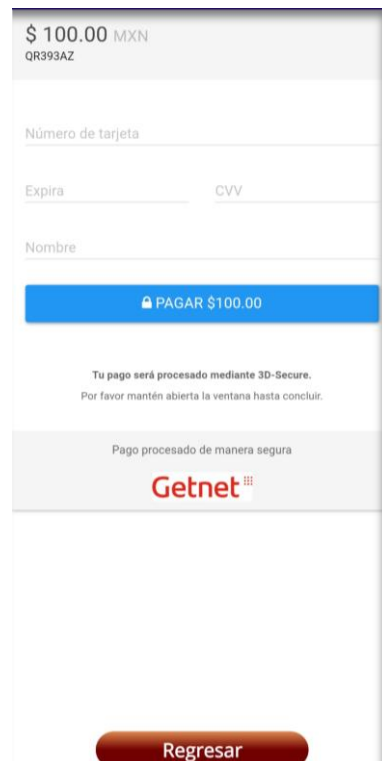 $ 100.00 MXN
QR393AZ
Número de tarjeta
Expira CVV
Nombre
PAGAR $100.00
Tu pago será procesado mediante 3D-Secure.
Por favor mantén abierta la ventana hasta concluir.
Pago procesado de manera segura
Getnet
Regresar